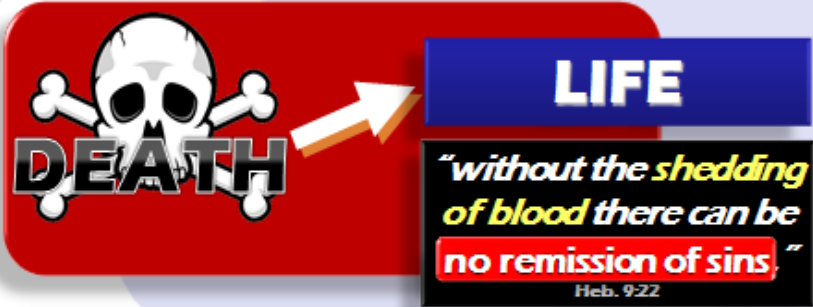 DEATH
LIFE
“without the shedding
of blood there can be
no remission of sins.”
Heb. 9:22